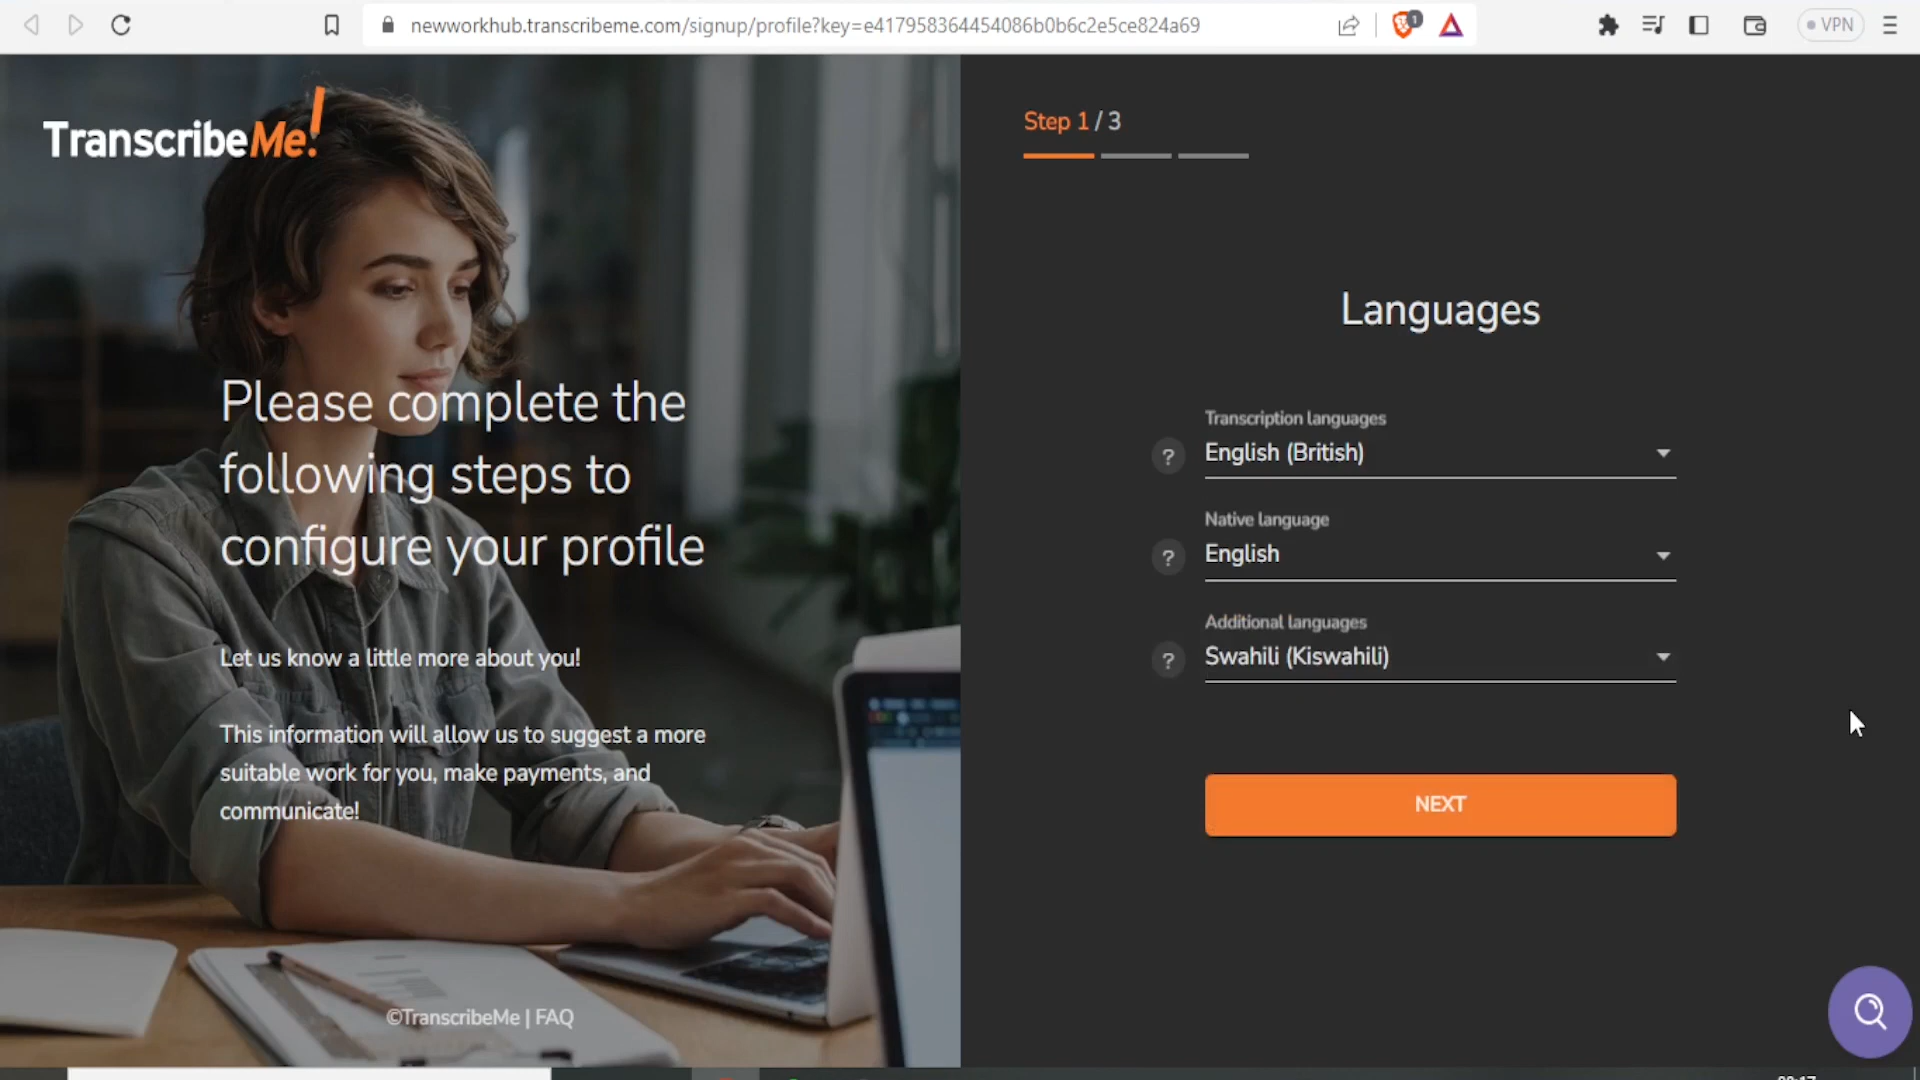 newworkhub.transcribeme.com/signup/profile?key=e417958364454086b0b6c2e5ce824a69
1
VPN
TranscribeMe!
Step 1 / 3
Please complete the
following steps to
configure your profile
Let us know a little more about you!
This information will allow us to suggest a more
suitable work for you, make payments, and
communicate!
©TranscribeMe | FAQ
Languages
Transcription languages
? English (British)
Native language
? English
Additional languages
? Swahili (Kiswahili)
NEXT